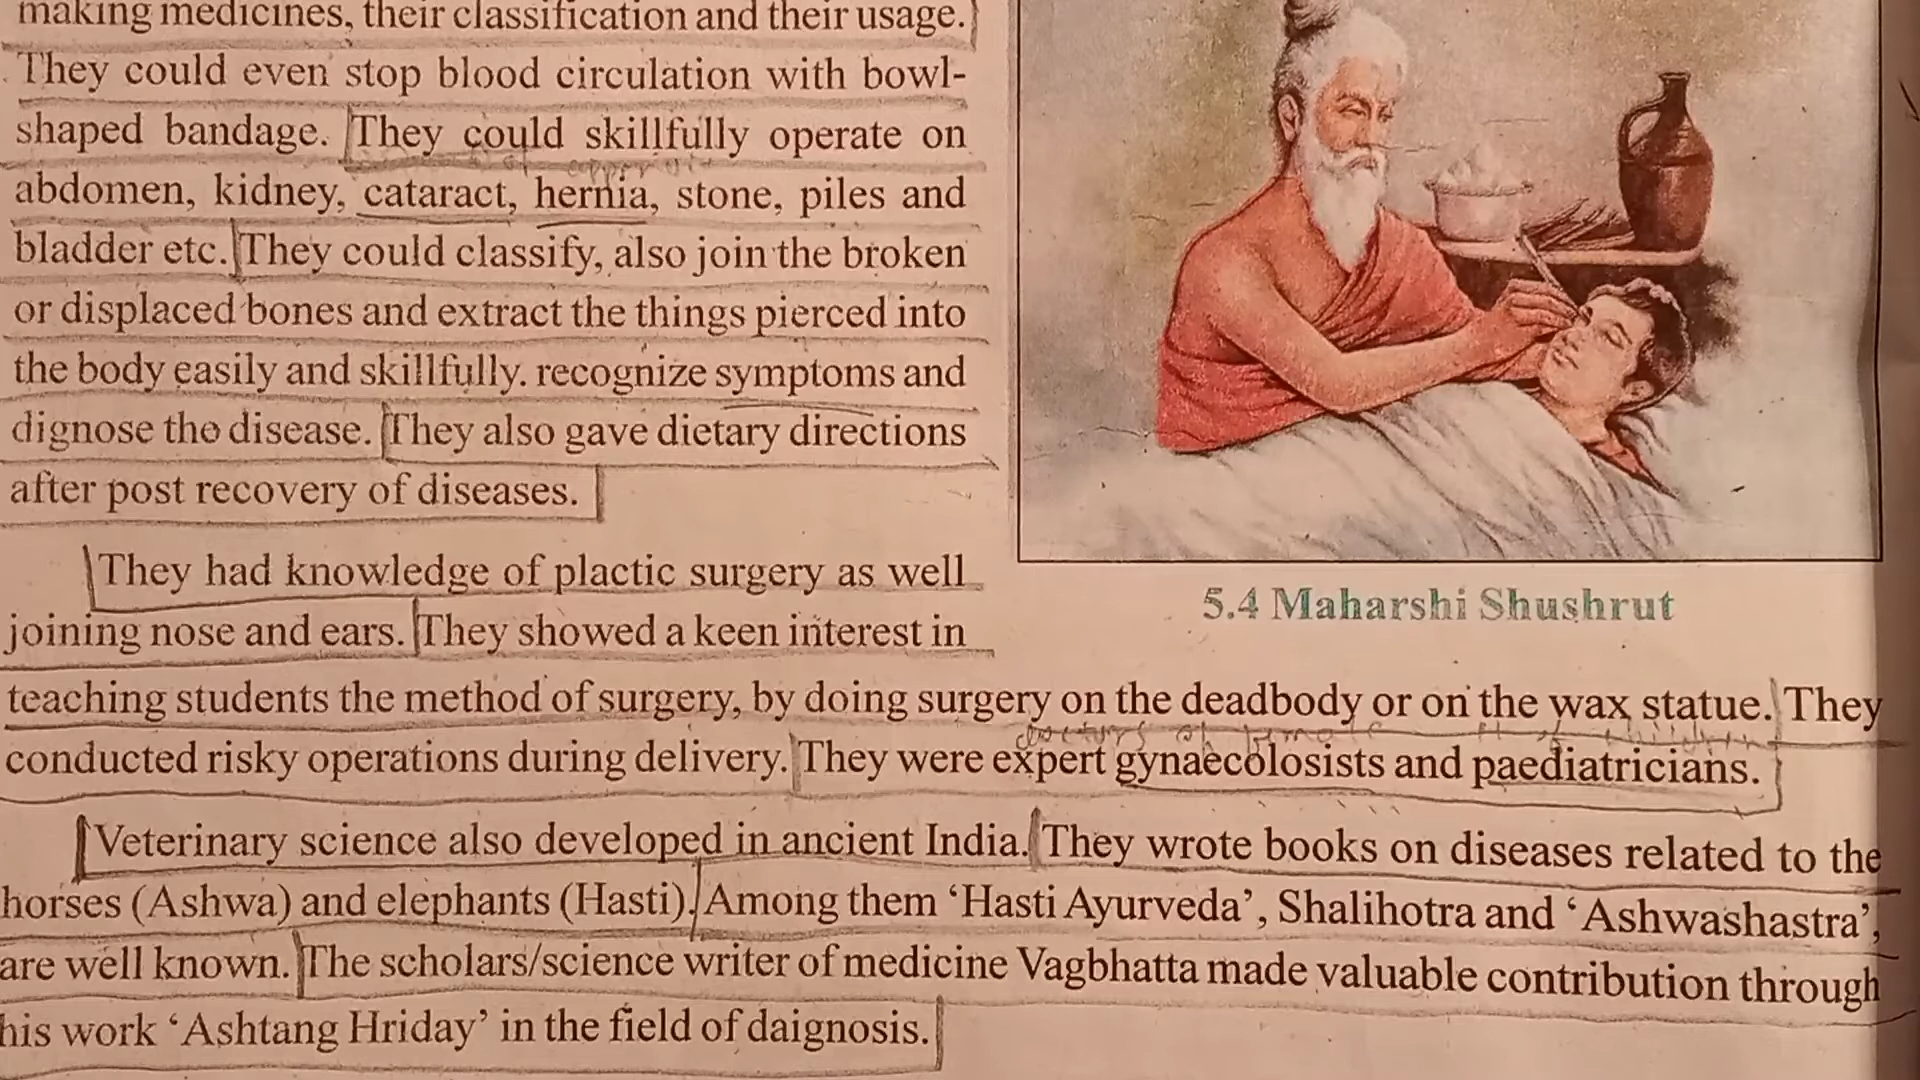 making medicines, their classification and their usage.
They could even stop blood circulation with bowl-
shaped bandage. They could skillfully operate on
abdomen, kidney, cataract, hernia, stone, piles and
bladder etc. They could classify, also join the broken
or displaced bones and extract the things pierced into
the body easily and skillfully. recognize symptoms and
dignose the disease. They also gave dietary directions
after post recovery of diseases.
They had knowledge of plactic surgery as well
joining nose and ears. They showed a keen interest in
teaching students the method of surgery, by doing surgery on the deadbody or on the wax statue. They
conducted risky operations during delivery. They were expert gynaecolosists and paediatricians.
Veterinary science also developed in ancient India. They wrote books on diseases related to the
horses (Ashwa) and elephants (Hasti). Among them ‘Hasti Ayurveda’, Shalihotra and ‘Ashwashastra’,
are well known. The scholars/science writer of medicine Vagbhatta made valuable contribution through
his work ‘Ashtang Hriday’ in the field of daignosis.
5.4 Maharshi Shushrut